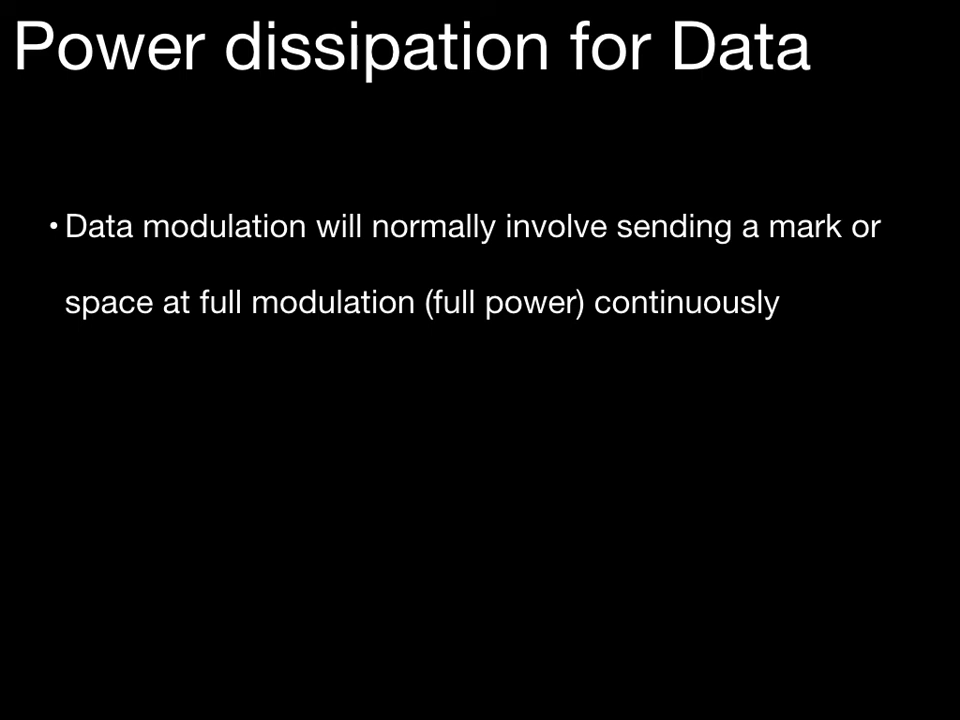 Power dissipation for Data
• Data modulation will normally involve sending a mark or
space at full modulation (full power) continuously